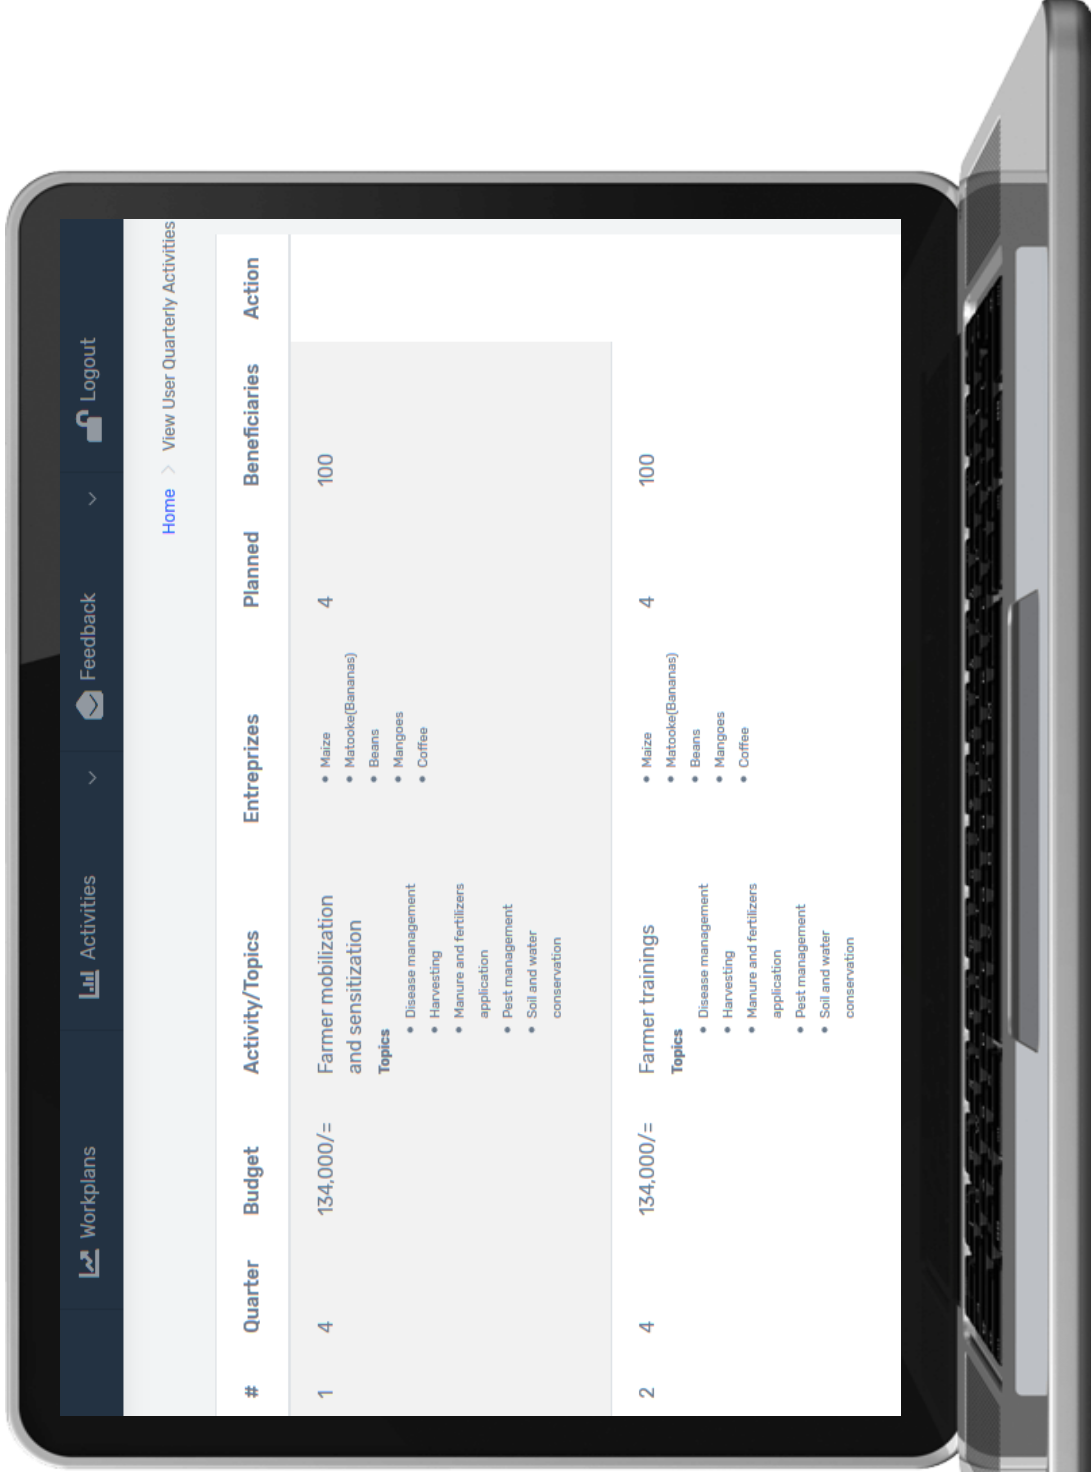 Workplans Activities Feedback Logout
Home > View User Quarterly Activities
# Quarter Budget Activity/Topics Entreprizes Planned Beneficiaries Action
1 4 134,000/= Farmer mobilization and sensitization 4 100
Topics
• Disease management
• Harvesting
• Manure and fertilizers
application
• Pest management
• Soil and water
conservation
• Maize
• Matooke(Bananas)
• Beans
• Mangoes
• Coffee
2 4 134,000/= Farmer trainings 4 100
Topics
• Disease management
• Harvesting
• Manure and fertilizers
application
• Pest management
• Soil and water
conservation
• Maize
• Matooke(Bananas)
• Beans
• Mangoes
• Coffee